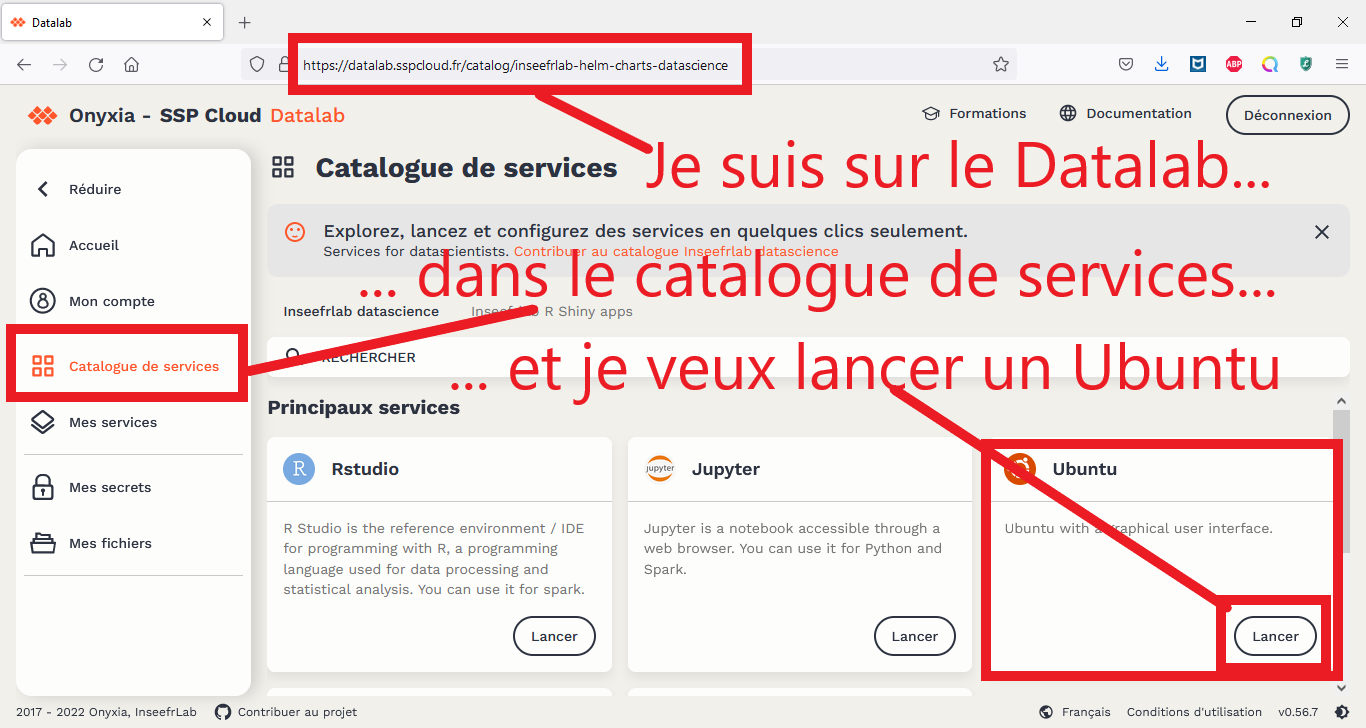 Datalab
https://datalab.sspcloud.fr/catalog/inseefrlab-helm-charts-datascience
ABP
Onyxia - SSP Cloud Datalab
Formations
Documentation
Déconnexion
Réduire
Accueil
Mon compte
Catalogue de services
Mes services
Mes secrets
Mes fichiers
Catalogue de services
Je suis sur le Datalab...
Explorez, lancez et configurez des services en quelques clics seulement.
Services for datascientists. Contribuer au catalogue Inseefrlab datascience
... dans le catalogue de services...
Inseefrlab datascience
Inseefrlab R Shiny apps
RECHERCHER
... et je veux lancer un Ubuntu
Principaux services
R
Rstudio
R Studio is the reference environment / IDE
for programming with R, a programming
language used for data processing and
statistical analysis. You can use it for spark.
Lancer
jupyter
Jupyter
Jupyter is a notebook accessible through a
web browser. You can use it for Python and
Spark.
Lancer
Ubuntu
Ubuntu with a graphical user interface.
Lancer
2017 - 2022 Onyxia, InseefrLab
Contribuer au projet
Français
Conditions d'utilisation
v0.56.7